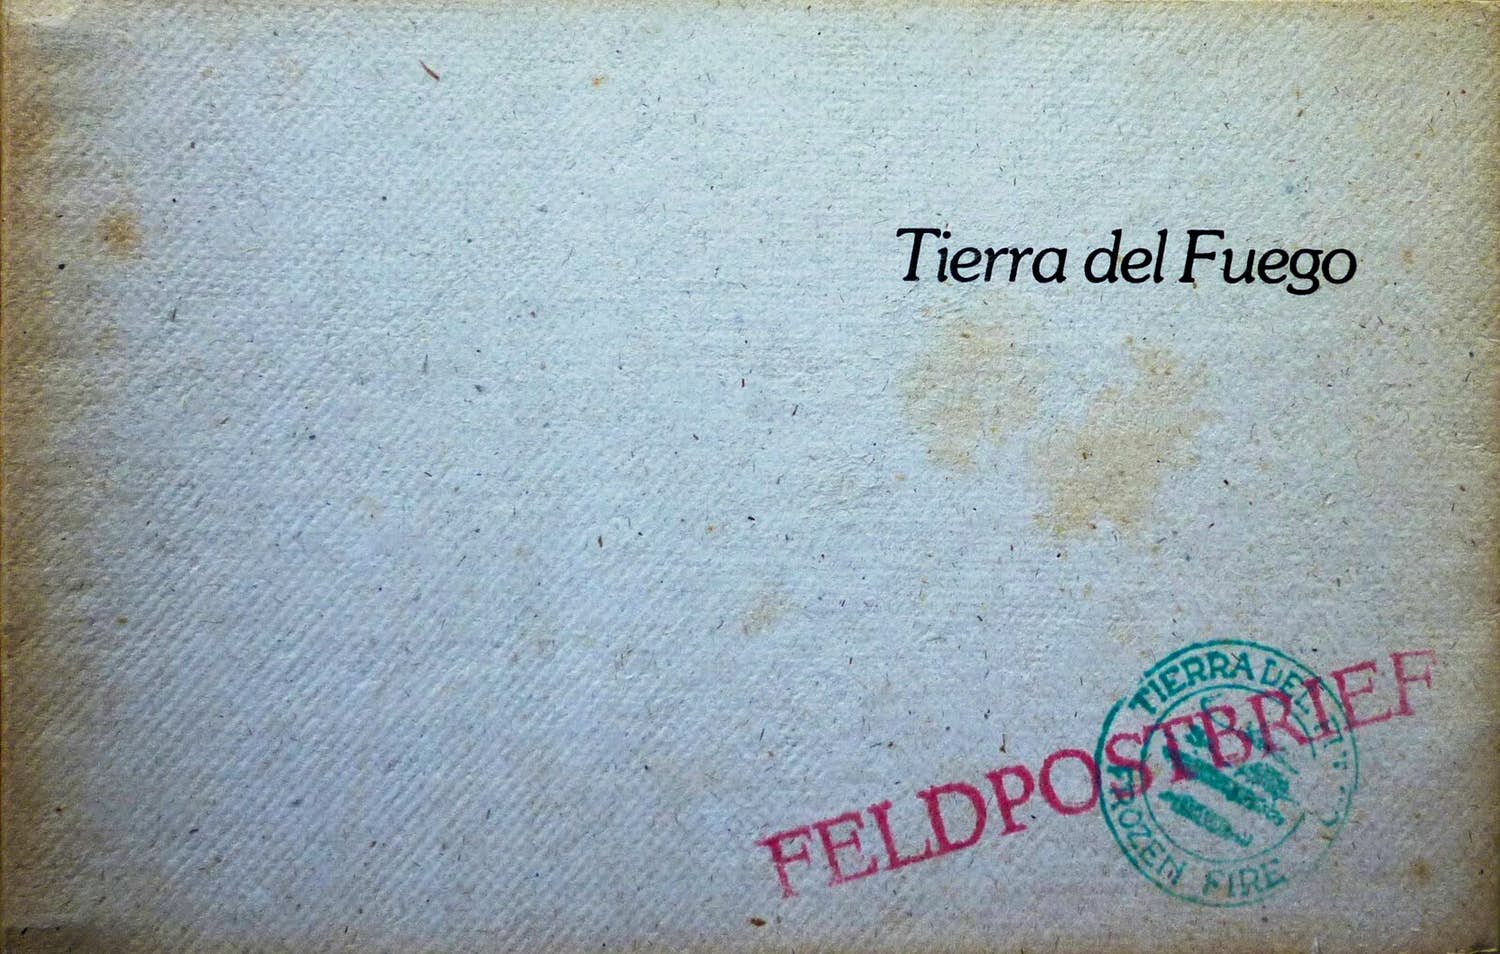 Tierra del Fuego
FELDPOSTBRIEF
TIERRA DEL
FROZEN FIRE